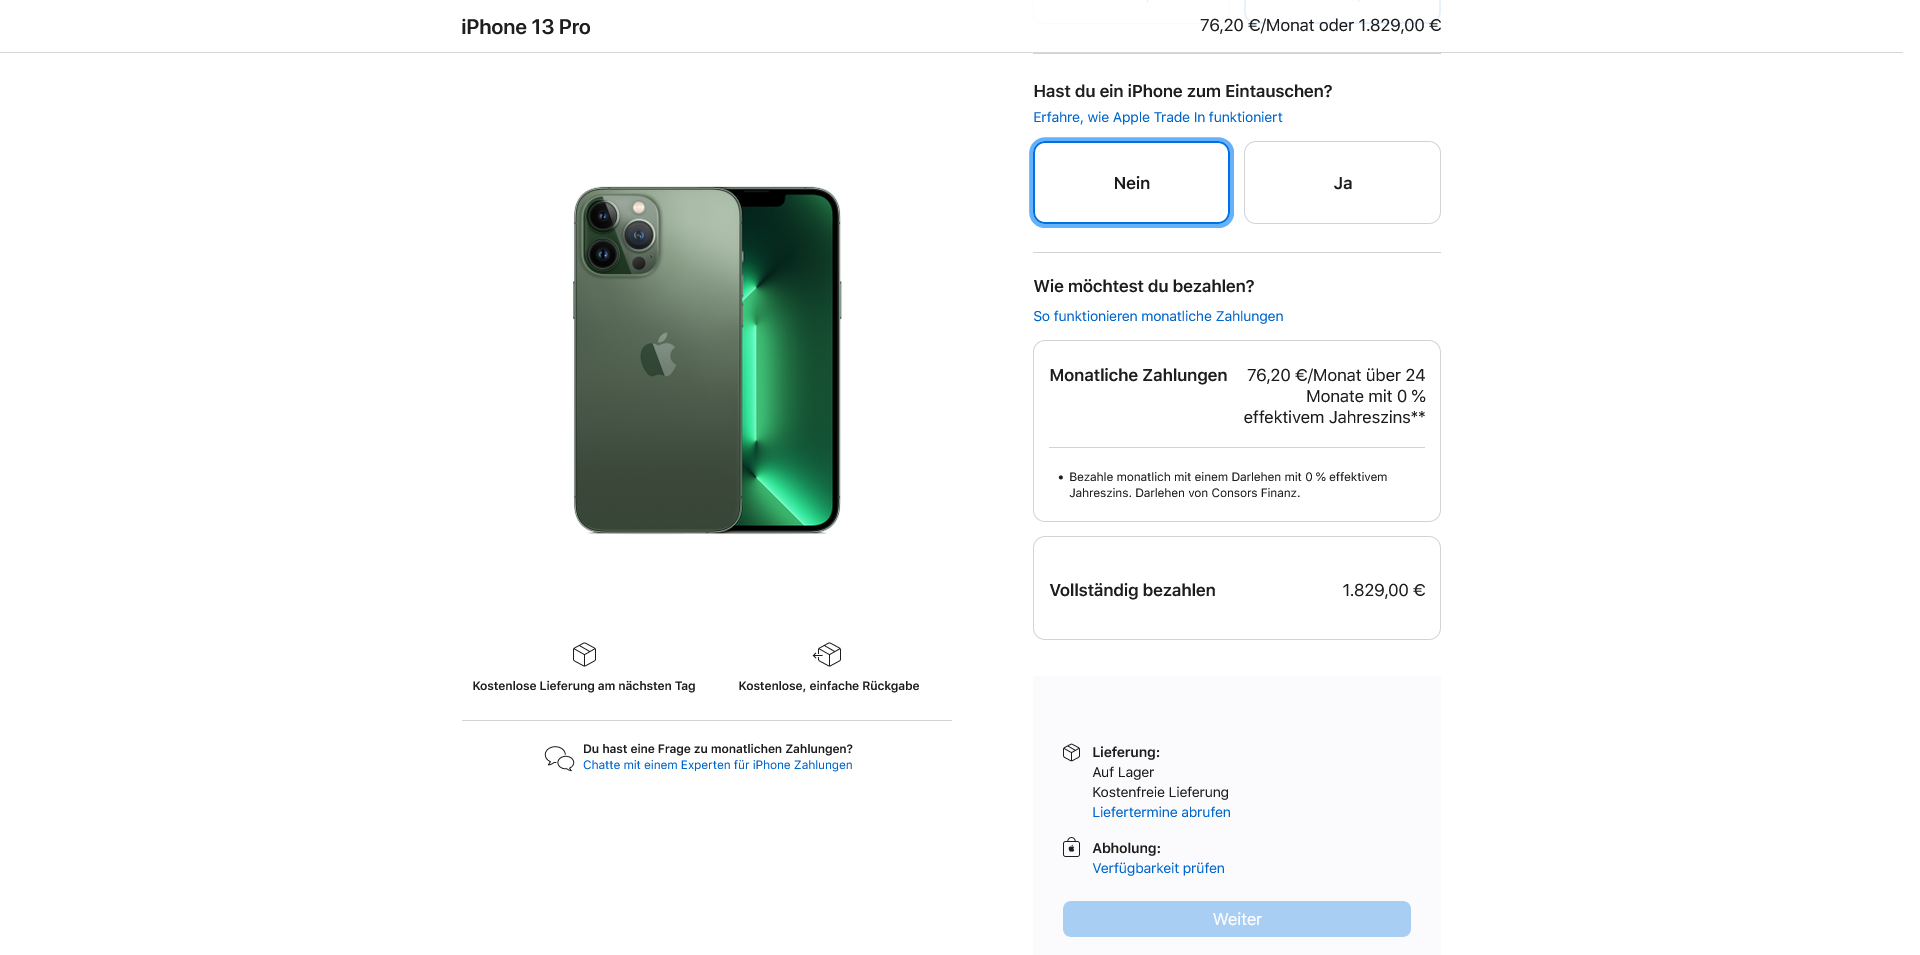 iPhone 13 Pro
76,20 €/Monat oder 1.829,00 €
Hast du ein iPhone zum Eintauschen?
Erfahre, wie Apple Trade In funktioniert
Nein
Ja
Wie möchtest du bezahlen?
So funktionieren monatliche Zahlungen
Monatliche Zahlungen
76,20 €/Monat über 24
Monate mit 0 %
effektivem Jahreszins**
• Bezahle monatlich mit einem Darlehen mit 0 % effektivem
Jahreszins. Darlehen von Consors Finanz.
Vollständig bezahlen
1.829,00 €
Kostenlose Lieferung am nächsten Tag
Kostenlose, einfache Rückgabe
Du hast eine Frage zu monatlichen Zahlungen?
Chatte mit einem Experten für iPhone Zahlungen
Lieferung:
Auf Lager
Kostenfreie Lieferung
Liefertermine abrufen
Abholung:
Verfügbarkeit prüfen
Weiter